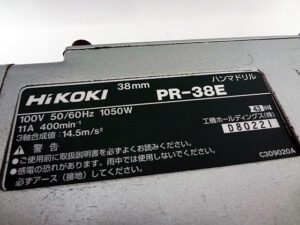 38mm ハンマドリル
HiKOKI PR-38E
100V 50/60Hz 1050W
11A 400min⁻¹
3軸合成値：14.5m/s²
工機ホールディングス(株)
D80221
⚠ 警告
●ご使用前に取扱説明書をよくお読みください。
●感電の恐れがあります。雨中では使用しないでください。
必ずアース（接地）してください。
C309020A